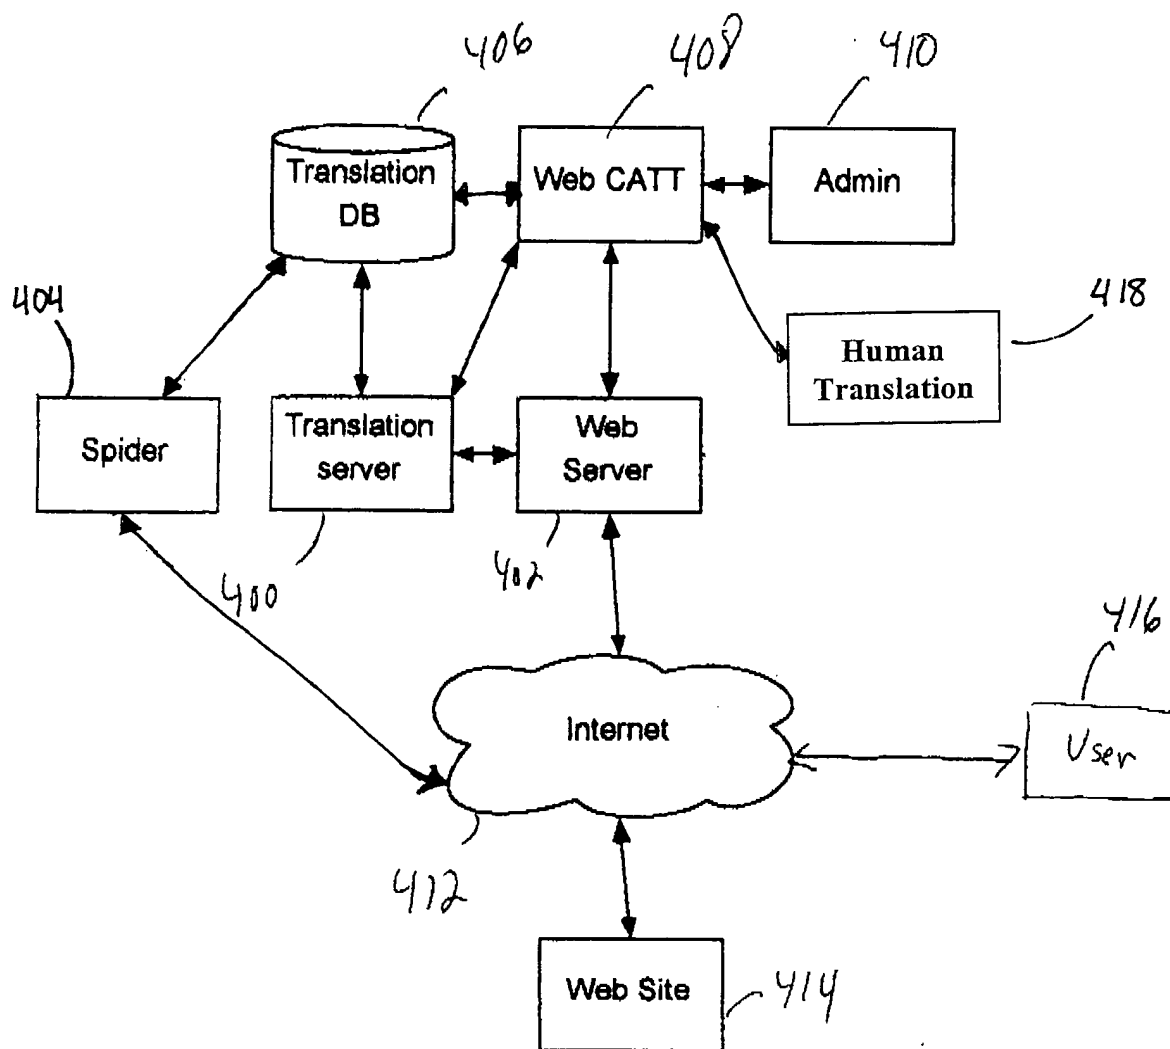 406
408
410
Translation
DB
Web CATT
Admin
404
418
Human
Translation
Spider
Translation
server
Web
Server
400
402
416
Internet
User
412
Web Site
414